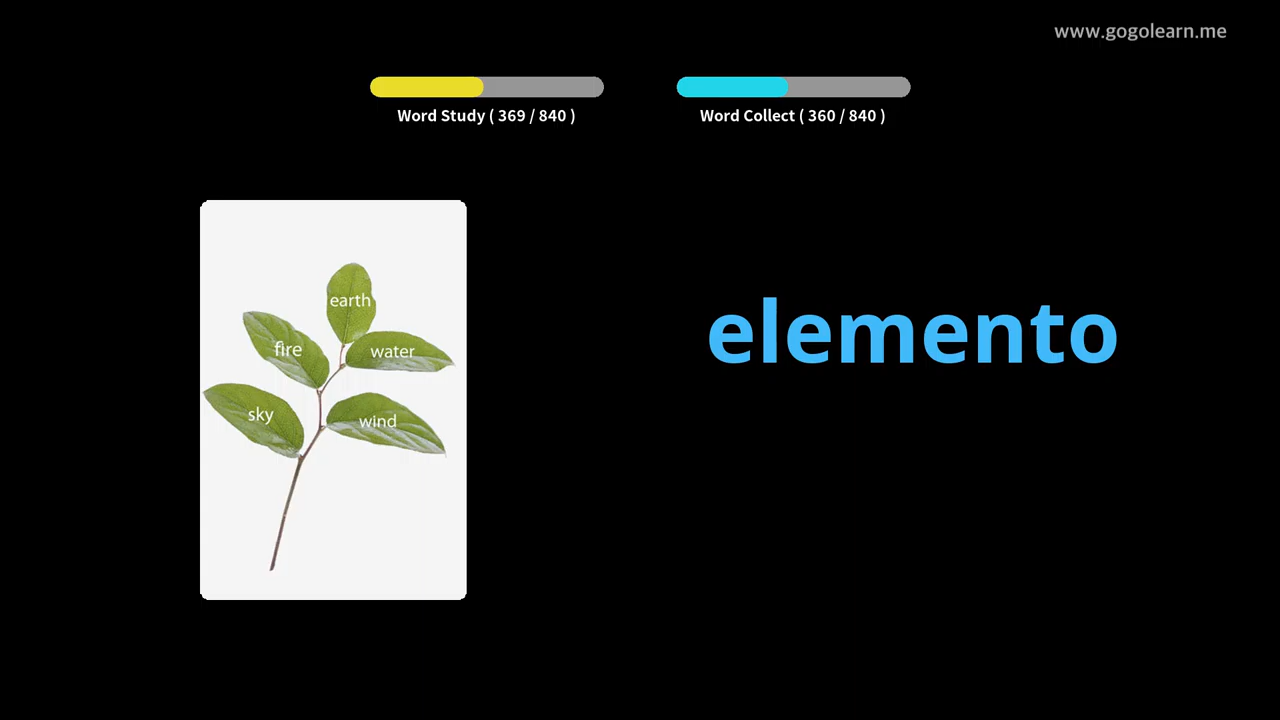 www.gogolearn.me
Word Study ( 369 / 840 )
Word Collect ( 360 / 840 )
earth
fire
water
sky
wind
elemento